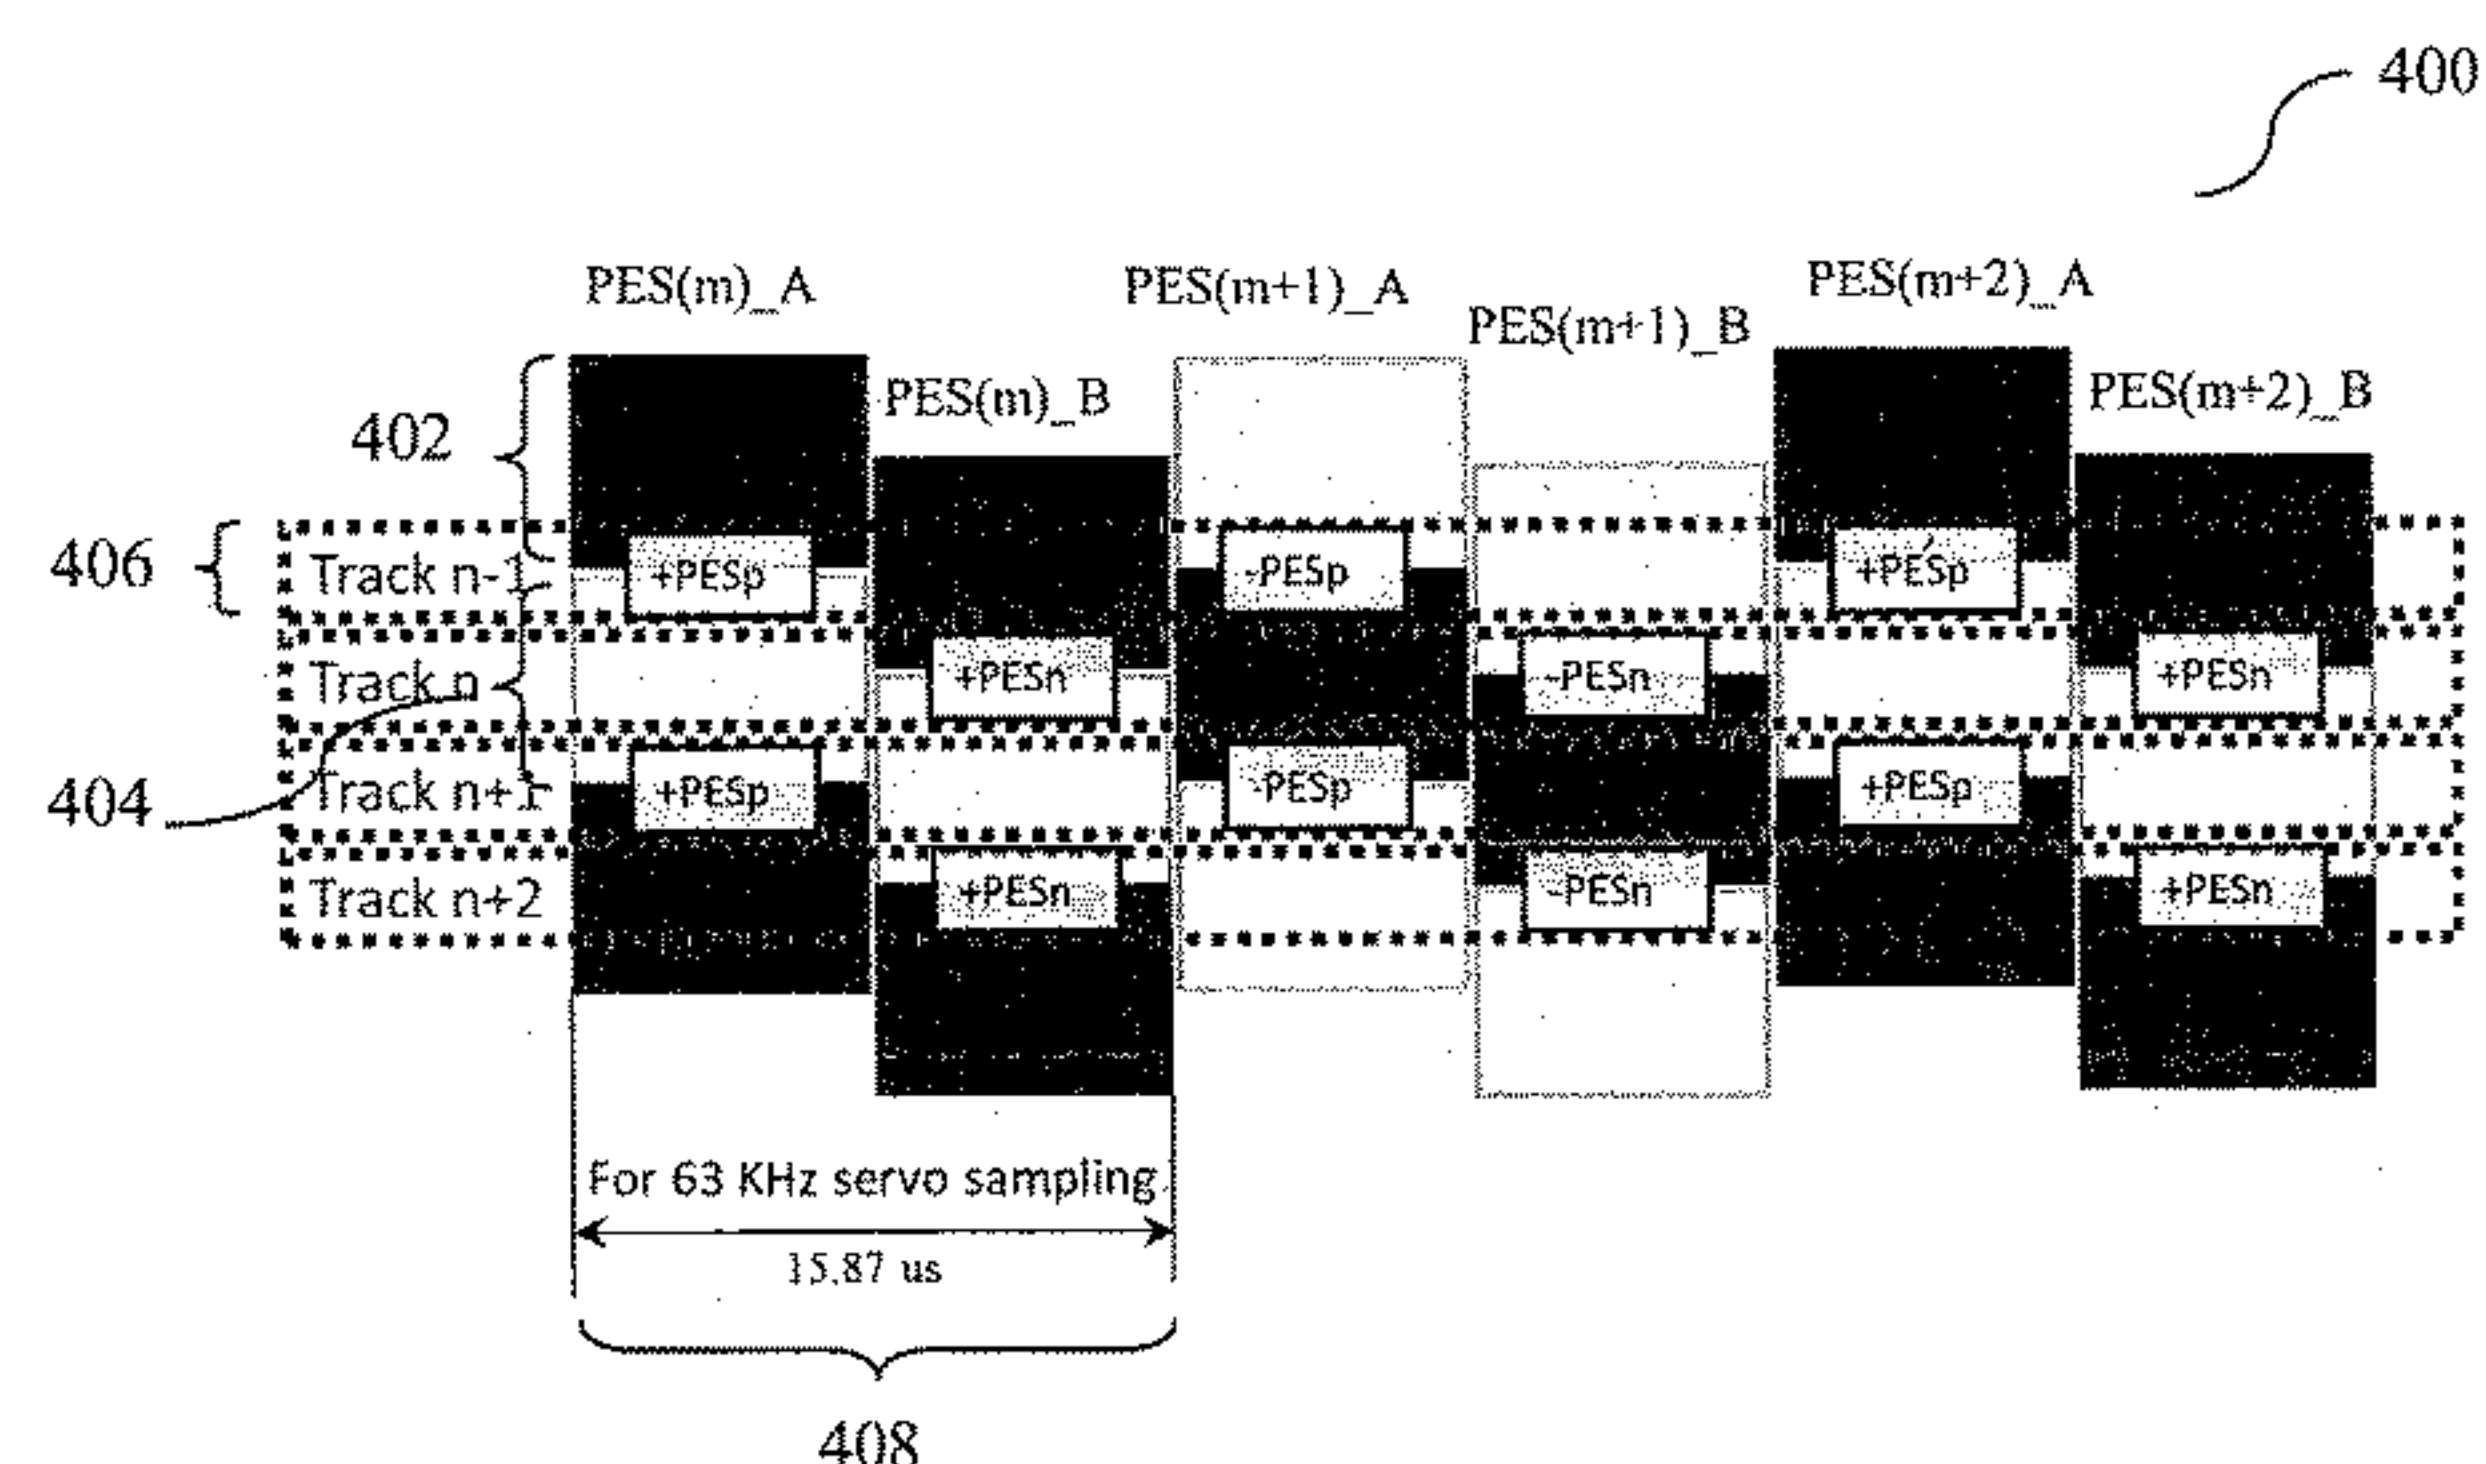 400
PES(m)_A
PES(m+1)_A
PES(m+2)_A
PES(m+1)_B
PES(m)_B
PES(m+2)_B
402
406
Track n-1
+PESp
-PESp
+PESp
Track n
+PESn
-PESn
+PESn
404
Track n+1
+PESp
-PESp
+PESp
Track n+2
+PESn
-PESn
+PESn
For 63 KHz servo sampling
15.87 us
408